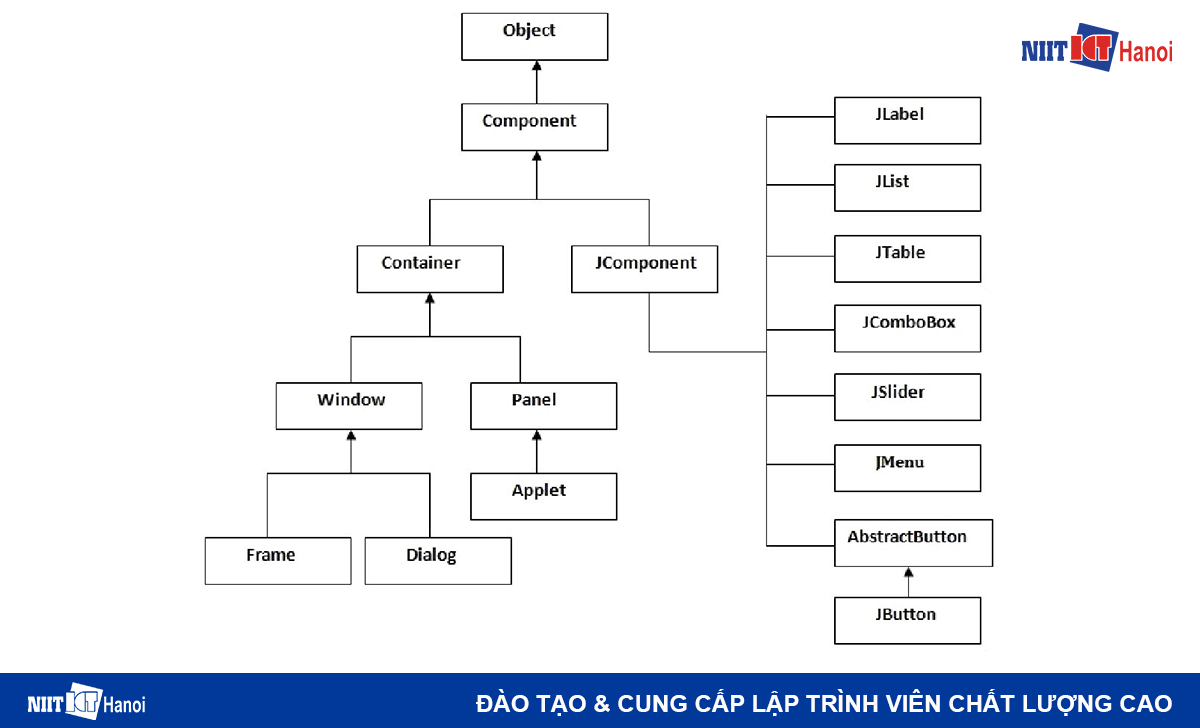 Object
NIIT ICT Hanoi
Component
JLabel
JList
Container
JComponent
JTable
JComboBox
Window
Panel
JSlider
JMenu
Applet
AbstractButton
Frame
Dialog
JButton
NIIT ICT Hanoi
ĐÀO TẠO & CUNG CẤP LẬP TRÌNH VIÊN CHẤT LƯỢNG CAO